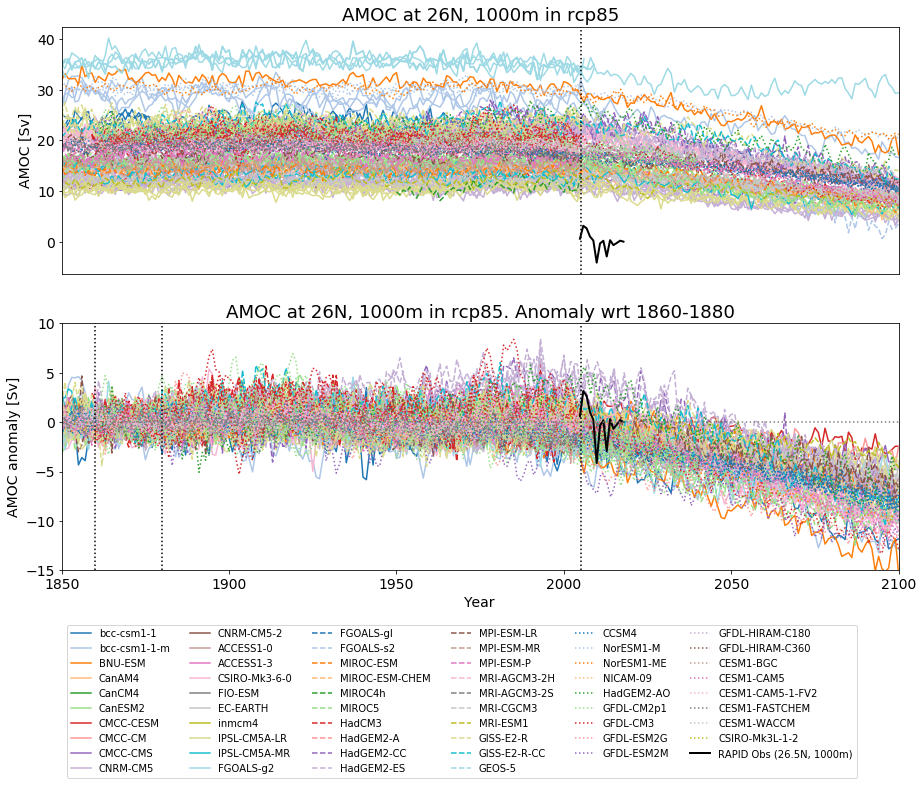 AMOC at 26N, 1000m in rcp85
40
30
20
10
0
AMOC [Sv]
AMOC at 26N, 1000m in rcp85. Anomaly wrt 1860-1880
10
5
0
−5
−10
−15
AMOC anomaly [Sv]
1850 1900 1950 2000 2050 2100
Year
bcc-csm1-1 CNRM-CM5-2 FGOALS-gl MPI-ESM-LR CCSM4 GFDL-HIRAM-C180
bcc-csm1-1-m ACCESS1-0 FGOALS-s2 MPI-ESM-MR NorESM1-M GFDL-HIRAM-C360
BNU-ESM ACCESS1-3 MIROC-ESM MPI-ESM-P NorESM1-ME CESM1-BGC
CanAM4 CSIRO-Mk3-6-0 MIROC-ESM-CHEM MRI-AGCM3-2H NICAM-09 CESM1-CAM5
CanCM4 FIO-ESM MIROC4h MRI-AGCM3-2S HadGEM2-AO CESM1-CAM5-1-FV2
CanESM2 EC-EARTH MIROC5 MRI-CGCM3 GFDL-CM2p1 CESM1-FASTCHEM
CMCC-CESM inmcm4 HadCM3 MRI-ESM1 GFDL-CM3 CESM1-WACCM
CMCC-CM IPSL-CM5A-LR HadGEM2-A GISS-E2-R GFDL-ESM2G CSIRO-Mk3L-1-2
CMCC-CMS IPSL-CM5A-MR HadGEM2-CC GISS-E2-R-CC GFDL-ESM2M RAPID Obs (26.5N, 1000m)
CNRM-CM5 FGOALS-g2 HadGEM2-ES GEOS-5